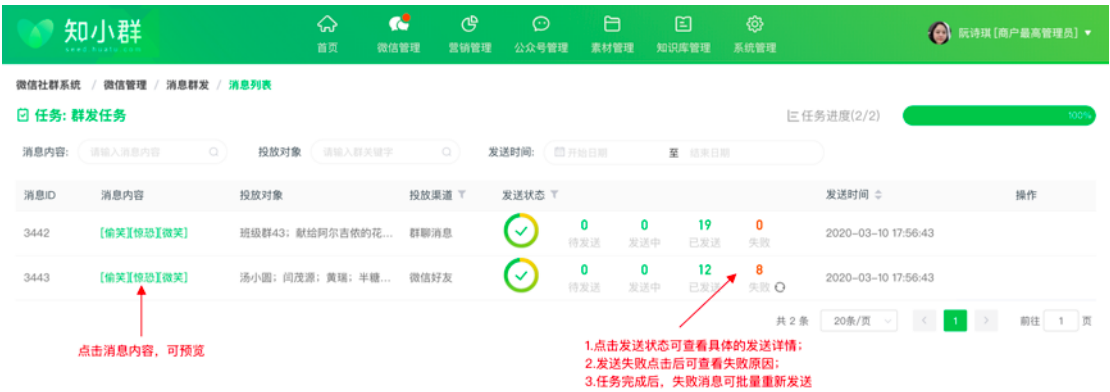 知小群
首页 微信管理 营销管理 公众号管理 素材管理 知识库管理 系统管理
阮诗琪[商户最高管理员]
微信社群系统 / 微信管理 / 消息群发 / 消息列表
任务: 群发任务 任务进度(2/2) 100%
消息内容: 请输入消息内容 投放对象 请输入群关键字 发送时间: 开始日期 至 结束日期
消息ID 消息内容 投放对象 投放渠道 发送状态 发送时间 操作
3442 [偷笑][惊恐][微笑] 班级群43; 献给阿尔吉侬的花... 群聊消息 0 0 19 0 2020-03-10 17:56:43
待发送 发送中 已发送 失败
3443 [偷笑][惊恐][微笑] 汤小圆; 闫茂源; 黄瑞; 半糖... 微信好友 0 0 12 8 2020-03-10 17:56:43
待发送 发送中 已发送 失败
共 2 条 20条/页 < 1 > 前往 1 页
点击消息内容，可预览
1.点击发送状态可查看具体的发送详情;
2.发送失败点击后可查看失败原因;
3.任务完成后，失败消息可批量重新发送